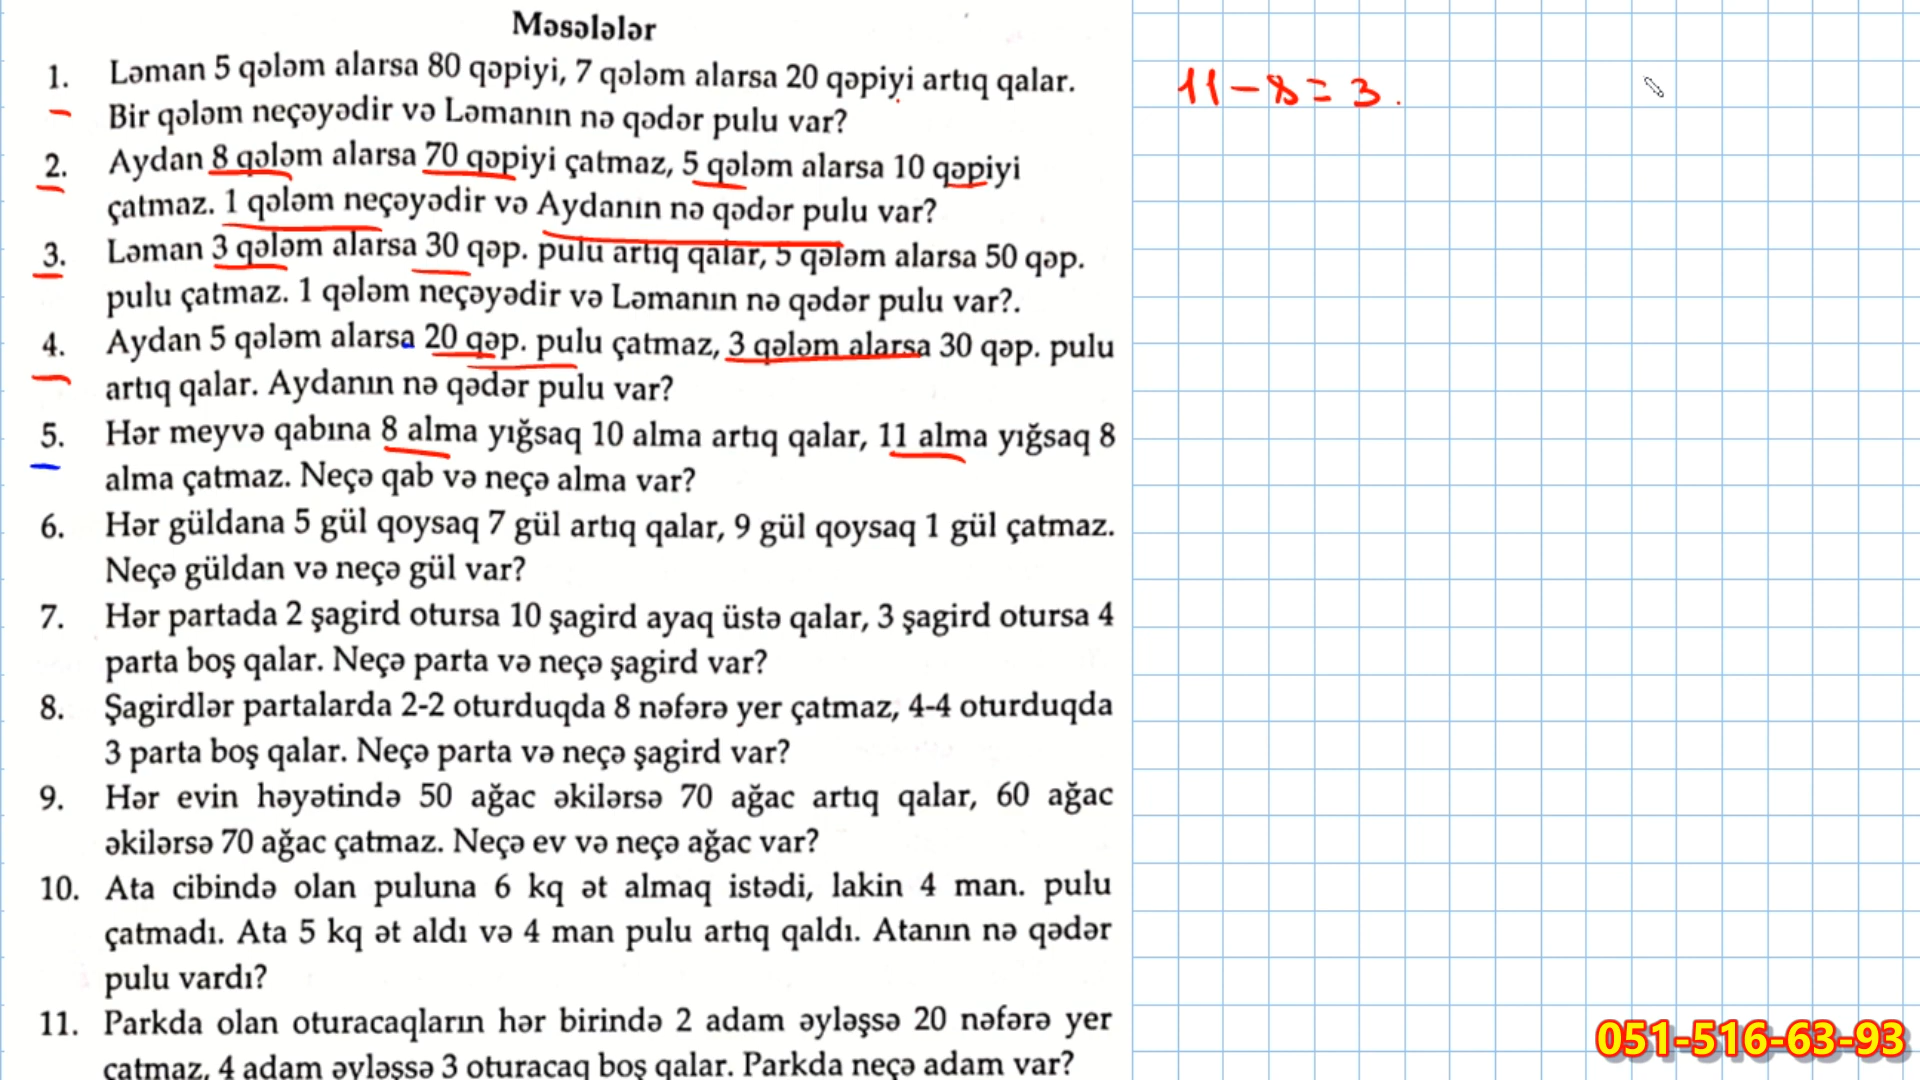 Məsələlər
1. Ləman 5 qələm alarsa 80 qəpiyi, 7 qələm alarsa 20 qəpiyi artıq qalar.
Bir qələm neçəyədir və Ləmanın nə qədər pulu var?
2. Aydan 8 qələm alarsa 70 qəpiyi çatmaz, 5 qələm alarsa 10 qəpiyi
çatmaz. 1 qələm neçəyədir və Aydanın nə qədər pulu var?
3. Ləman 3 qələm alarsa 30 qəp. pulu artıq qalar, 5 qələm alarsa 50 qəp.
pulu çatmaz. 1 qələm neçəyədir və Ləmanın nə qədər pulu var?.
4. Aydan 5 qələm alarsa 20 qəp. pulu çatmaz, 3 qələm alarsa 30 qəp. pulu
artıq qalar. Aydanın nə qədər pulu var?
5. Hər meyvə qabına 8 alma yığsaq 10 alma artıq qalar, 11 alma yığsaq 8
alma çatmaz. Neçə qab və neçə alma var?
6. Hər güldana 5 gül qoysaq 7 gül artıq qalar, 9 gül qoysaq 1 gül çatmaz.
Neçə güldan və neçə gül var?
7. Hər partada 2 şagird otursa 10 şagird ayaq üstə qalar, 3 şagird otursa 4
parta boş qalar. Neçə parta və neçə şagird var?
8. Şagirdlər partalarda 2-2 oturduqda 8 nəfərə yer çatmaz, 4-4 oturduqda
3 parta boş qalar. Neçə parta və neçə şagird var?
9. Hər evin həyətində 50 ağac əkilərsə 70 ağac artıq qalar, 60 ağac
əkilərsə 70 ağac çatmaz. Neçə ev və neçə ağac var?
10. Ata cibində olan puluna 6 kq ət almaq istədi, lakin 4 man. pulu
çatmadı. Ata 5 kq ət aldı və 4 man pulu artıq qaldı. Atanın nə qədər
pulu vardı?
11. Parkda olan oturacaqların hər birində 2 adam əyləşsə 20 nəfərə yer
çatmaz, 4 adam əyləşsə 3 oturacaq boş qalar. Parkda neçə adam var?
11 - 8 = 3.
051-516-63-93